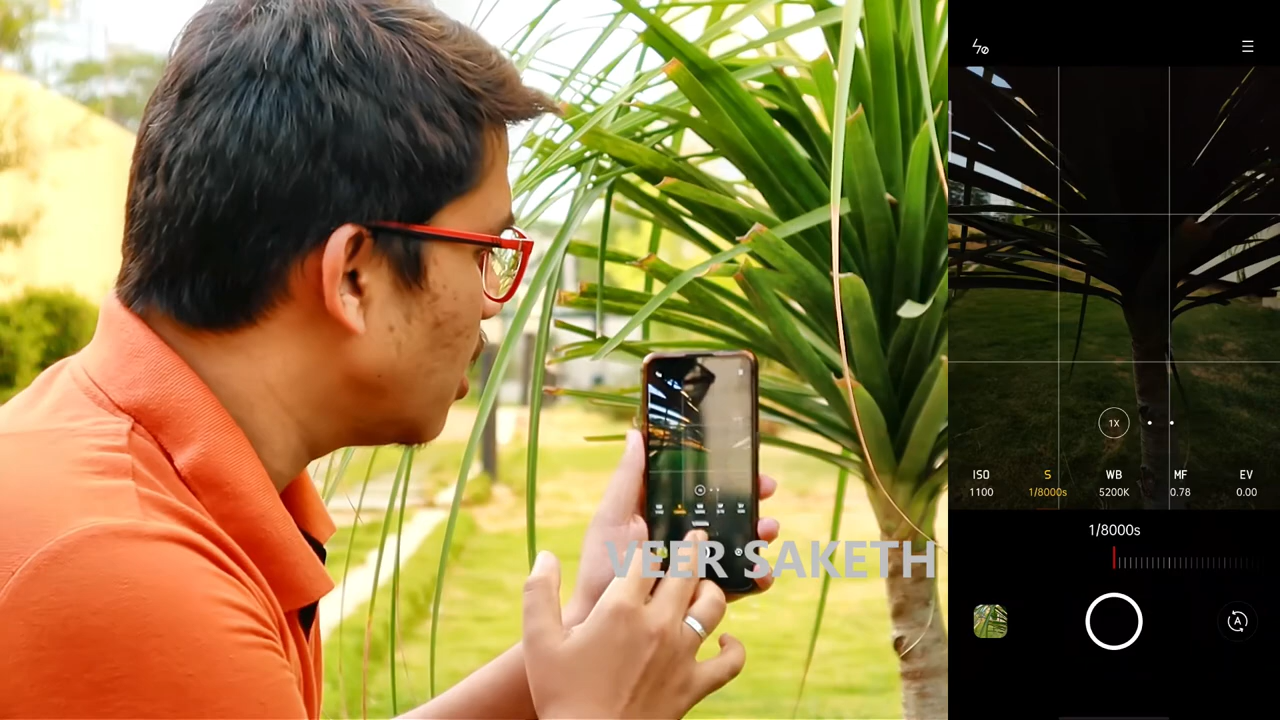 VEER SAKETH
1X
ISO S WB MF EV
1100 1/8000s 5200K 0.78 0.00
1/8000s
A